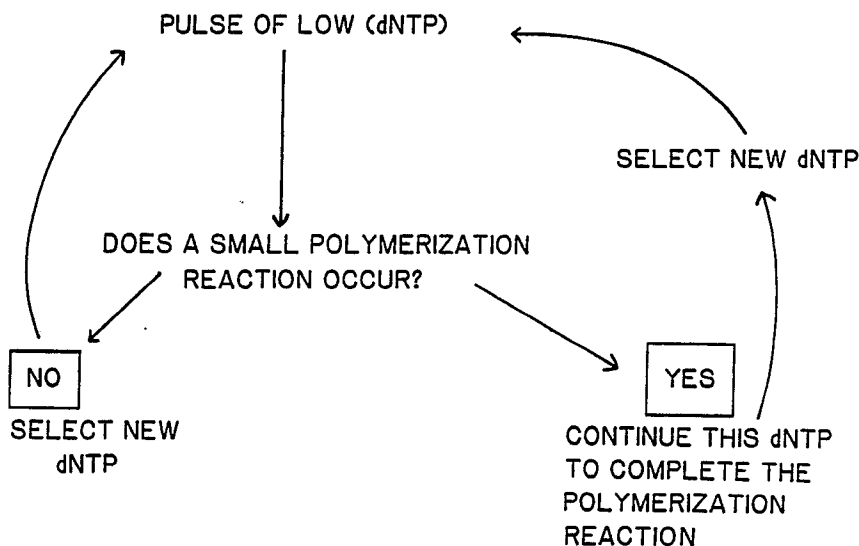 PULSE OF LOW (dNTP)
SELECT NEW dNTP
DOES A SMALL POLYMERIZATION
REACTION OCCUR?
NO
SELECT NEW
dNTP
YES
CONTINUE THIS dNTP
TO COMPLETE THE
POLYMERIZATION
REACTION